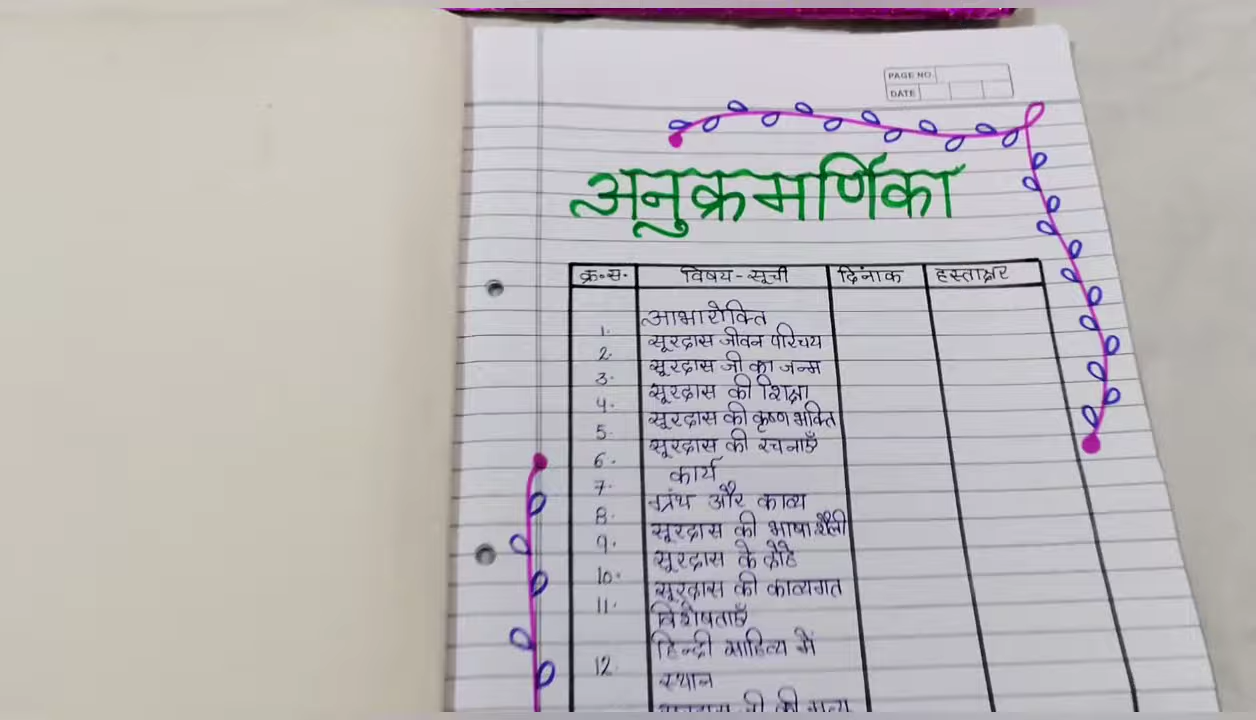 PAGE NO.
DATE
अनुक्रमर्णिका
क्र॰स॰ विषय-सूची दिंनाक हस्ताक्षर
आभारोक्ति
1. सूरदास जीवन परिचय
2. सूरदास जी का जन्म
3. सूरदास की शिक्षा
4. सूरदास की कृष्ण भक्ति
5. सूरदास की रचनाएँ
6. कार्य
7. ग्रंथ और काव्य
8. सूरदास की भाषा शैली
9. सूरदास के दोहे
10. सूरदास की काव्यगत
11. विशेषताएँ
हिन्दी साहित्य में
12. स्थान